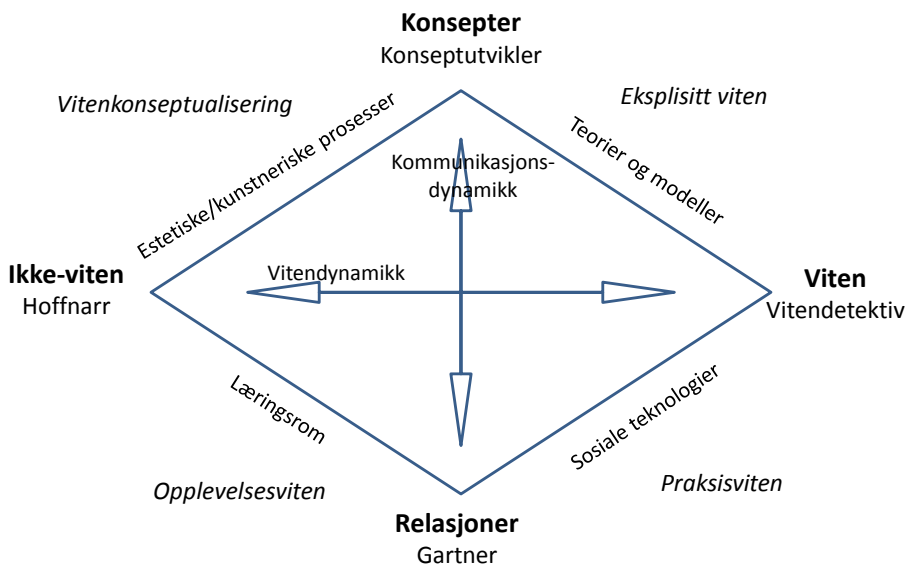 Konsepter
Konseptutvikler
Vitenkonseptualisering
Eksplisitt viten
Estetiske/kunstneriske prosesser
Teorier og modeller
Kommunikasjons-
dynamikk
Ikke-viten
Hoffnarr
Vitendynamikk
Viten
Vitendetektiv
Læringsrom
Sosiale teknologier
Opplevelsesviten
Praksisviten
Relasjoner
Gartner